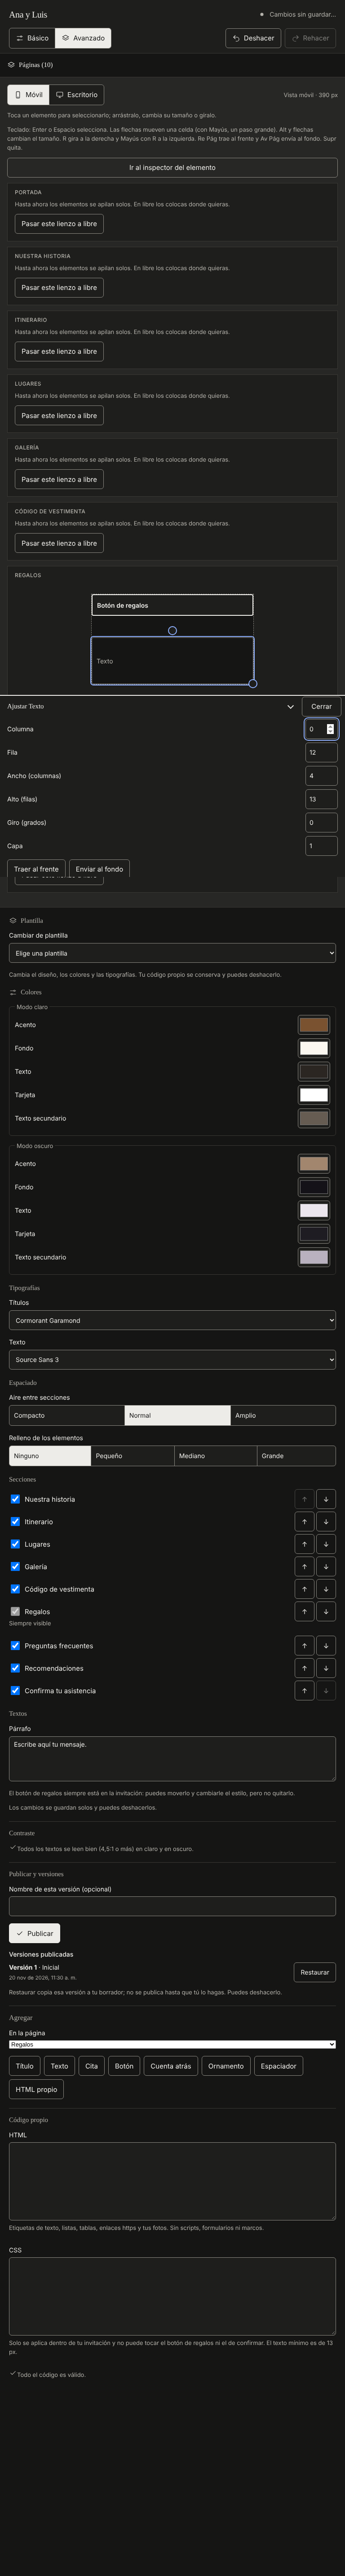 Ana y Luis
Cambios sin guardar...
Básico
Avanzado
Deshacer
Rehacer
Páginas (10)
Móvil
Escritorio
Vista móvil · 390 px
Toca un elemento para seleccionarlo; arrástralo, cambia su tamaño o gíralo.
Teclado: Enter o Espacio selecciona. Las flechas mueven una celda (con Mayús, un paso grande). Alt y flechas
cambian el tamaño. R gira a la derecha y Mayús con R a la izquierda. Re Pág trae al frente y Av Pág envía al fondo. Supr
quita.
Ir al inspector del elemento
PORTADA
Hasta ahora los elementos se apilan solos. En libre los colocas donde quieras.
Pasar este lienzo a libre
NUESTRA HISTORIA
Hasta ahora los elementos se apilan solos. En libre los colocas donde quieras.
Pasar este lienzo a libre
ITINERARIO
Hasta ahora los elementos se apilan solos. En libre los colocas donde quieras.
Pasar este lienzo a libre
LUGARES
Hasta ahora los elementos se apilan solos. En libre los colocas donde quieras.
Pasar este lienzo a libre
GALERÍA
Hasta ahora los elementos se apilan solos. En libre los colocas donde quieras.
Pasar este lienzo a libre
CÓDIGO DE VESTIMENTA
Hasta ahora los elementos se apilan solos. En libre los colocas donde quieras.
Pasar este lienzo a libre
REGALOS
Botón de regalos
Texto
Ajustar Texto
Cerrar
Columna
0
Fila
12
Ancho (columnas)
4
Alto (filas)
13
Giro (grados)
0
Capa
1
Traer al frente
Enviar al fondo
Plantilla
Cambiar de plantilla
Elige una plantilla
Cambia el diseño, los colores y las tipografías. Tu código propio se conserva y puedes deshacerlo.
Colores
Modo claro
Acento
Fondo
Texto
Tarjeta
Texto secundario
Modo oscuro
Acento
Fondo
Texto
Tarjeta
Texto secundario
Tipografías
Títulos
Cormorant Garamond
Texto
Source Sans 3
Espaciado
Aire entre secciones
Compacto
Normal
Amplio
Relleno de los elementos
Ninguno
Pequeño
Mediano
Grande
Secciones
Nuestra historia
Itinerario
Lugares
Galería
Código de vestimenta
Regalos
Siempre visible
Preguntas frecuentes
Recomendaciones
Confirma tu asistencia
Textos
Párrafo
Escribe aquí tu mensaje.
El botón de regalos siempre está en la invitación: puedes moverlo y cambiarle el estilo, pero no quitarlo.
Los cambios se guardan solos y puedes deshacerlos.
Contraste
Todos los textos se leen bien (4,5:1 o más) en claro y en oscuro.
Publicar y versiones
Nombre de esta versión (opcional)
Publicar
Versiones publicadas
Versión 1 · Inicial
20 nov de 2026, 11:30 a. m.
Restaurar
Restaurar copia esa versión a tu borrador; no se publica hasta que tú lo hagas. Puedes deshacerlo.
Agregar
En la página
Regalos
Título
Texto
Cita
Botón
Cuenta atrás
Ornamento
Espaciador
HTML propio
Código propio
HTML
Etiquetas de texto, listas, tablas, enlaces https y tus fotos. Sin scripts, formularios ni marcos.
CSS
Solo se aplica dentro de tu invitación y no puede tocar el botón de regalos ni el de confirmar. El texto mínimo es de 13
px.
Todo el código es válido.